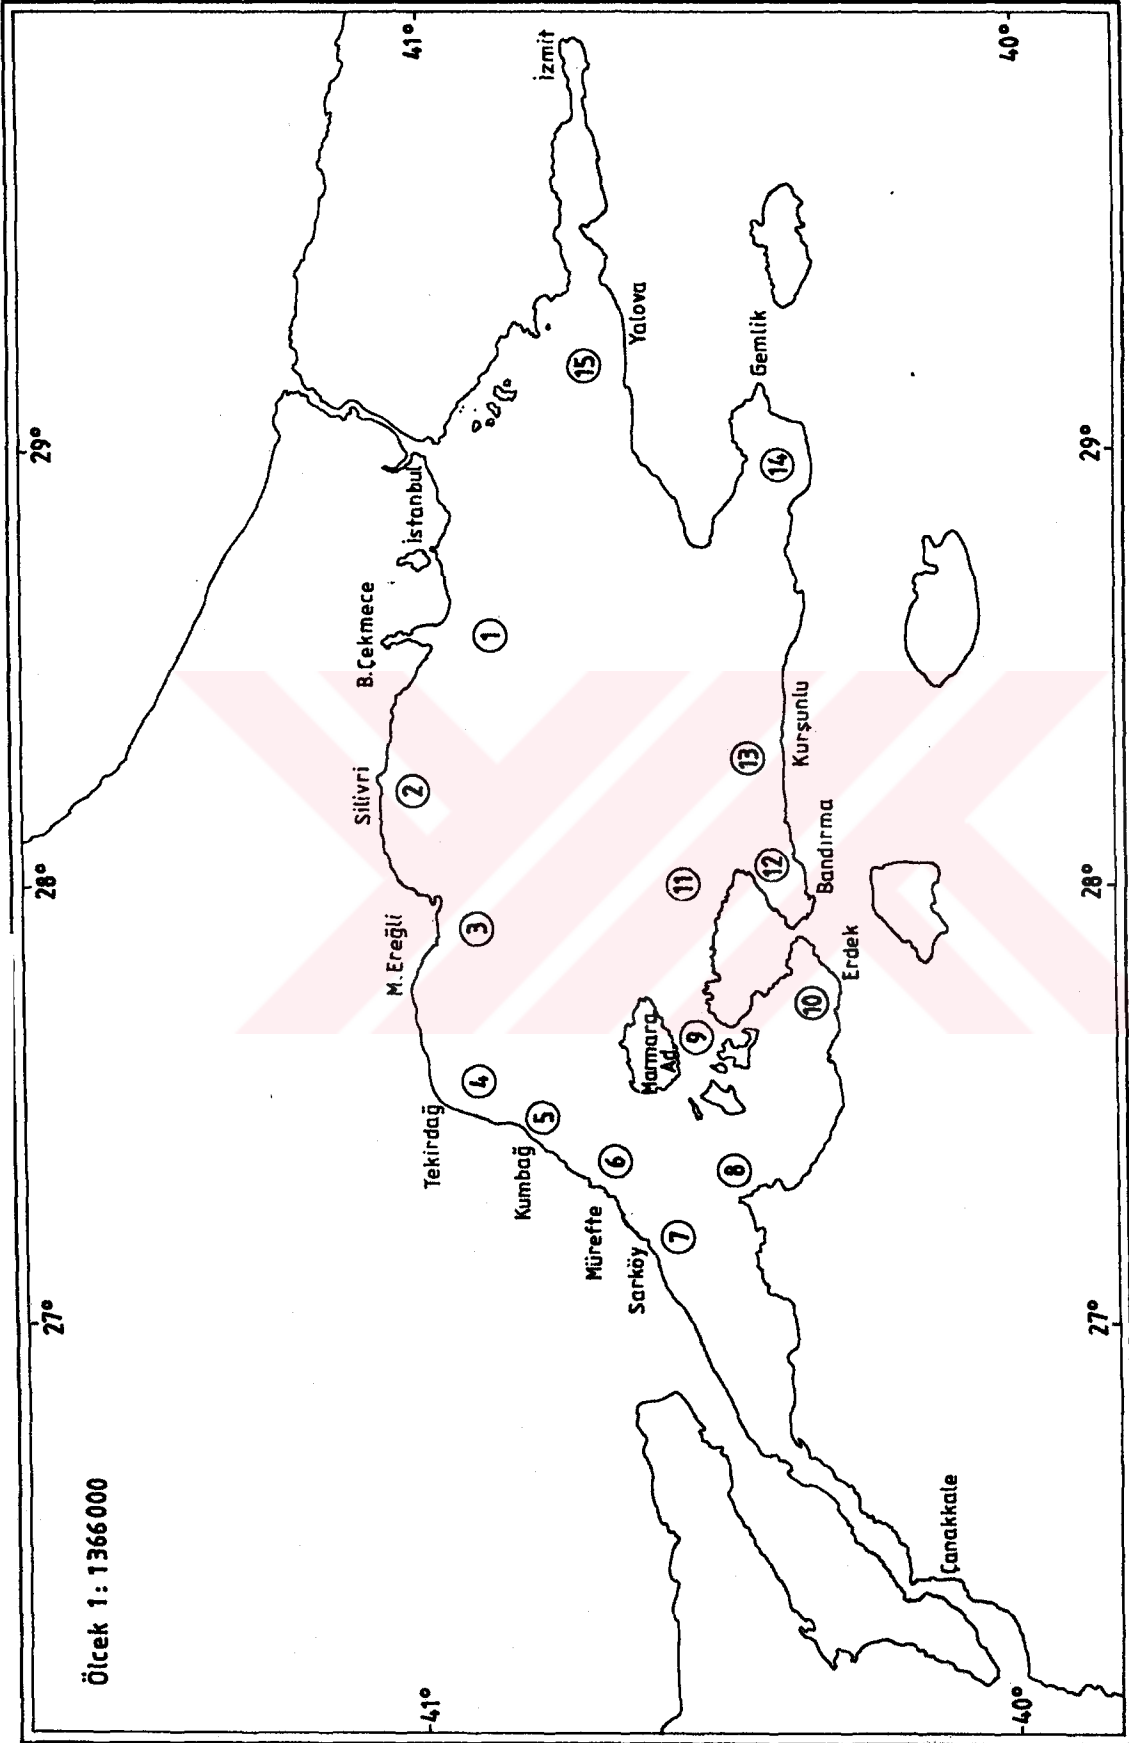 Ölcek 1: 1366000
27°
28°
29°
41°
41°
40°
40°
27°
28°
29°
B.Çekmece
İstanbul
Silivri
M. Ereğli
Tekirdağ
Kumbağ
Mürefte
Sarköy
Çanakkale
Marmara
Ad.
Erdek
Bandırma
Kurşunlu
Gemlik
Yalova
İzmit
1
2
3
4
5
6
7
8
9
10
11
12
13
14
15